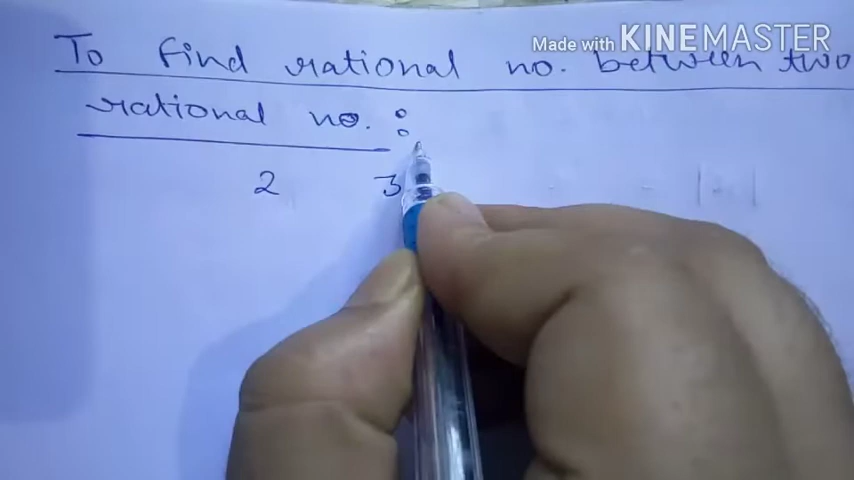 Made with KINEMASTER
To Find rational no. between two
rational no. :
2 3